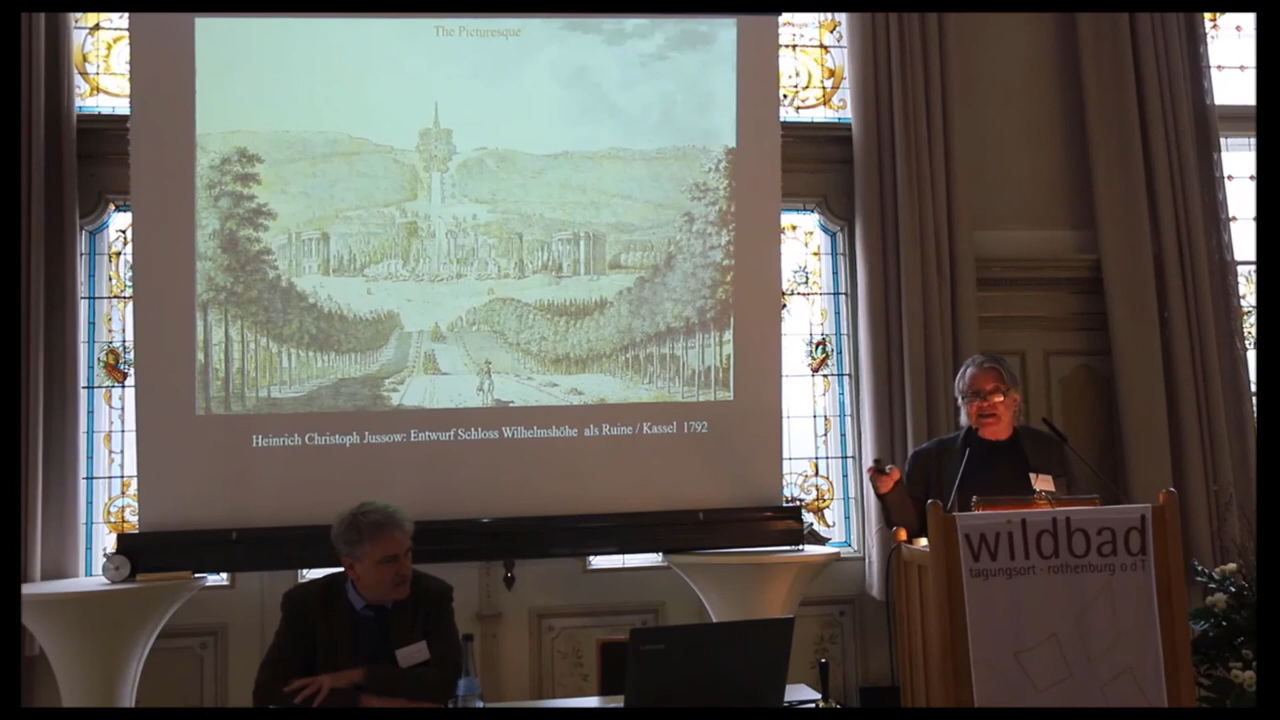 The Picturesque
Heinrich Christoph Jussow: Entwurf Schloss Wilhelmshöhe als Ruine / Kassel 1792
wildbad
tagungsort · rothenburg o d T